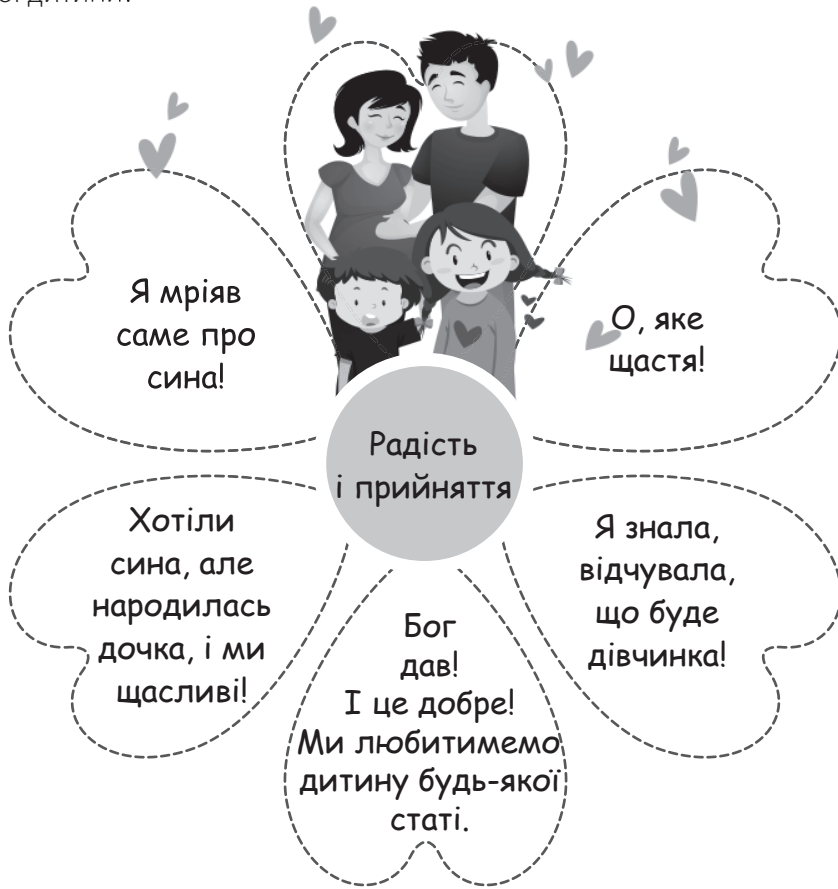 Я мріяв
саме про
сина!
О, яке
щастя!
Радість
і прийняття
Хотіли
сина, але
народилась
дочка, і ми
щасливі!
Я знала,
відчувала,
що буде
дівчинка!
Бог
дав!
І це добре!
Ми любитимемо
дитину будь-якої
статі.